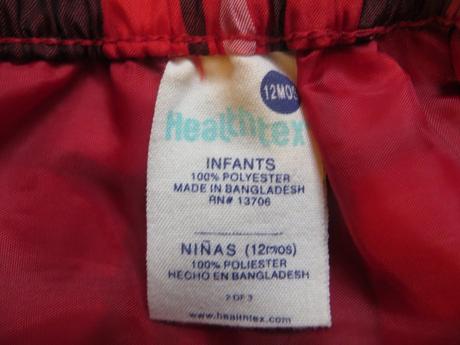 12MOS
Healthtex
INFANTS
100% POLYESTER
MADE IN BANGLADESH
RN# 13706
NIÑAS (12MOS)
100% POLIESTER
HECHO EN BANGLADESH
2 OF 3
www.healthtex.com